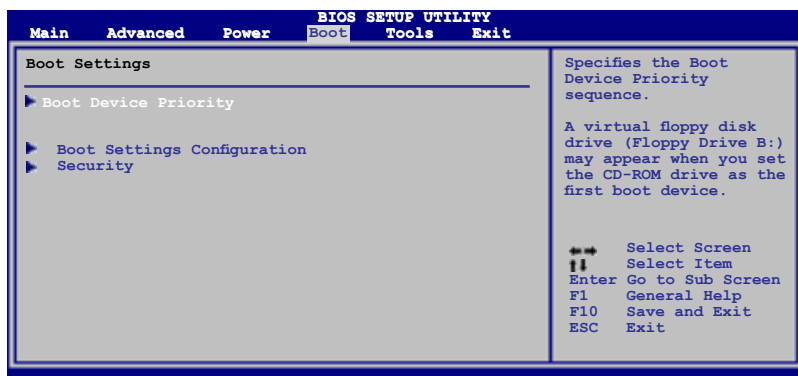 BIOS SETUP UTILITY
Main Advanced Power Boot Tools Exit
Boot Settings
Boot Device Priority
Boot Settings Configuration
Security
Specifies the Boot
Device Priority
sequence.
A virtual floppy disk
drive (Floppy Drive B:)
may appear when you set
the CD-ROM drive as the
first boot device.
Select Screen
Select Item
Enter Go to Sub Screen
F1 General Help
F10 Save and Exit
ESC Exit